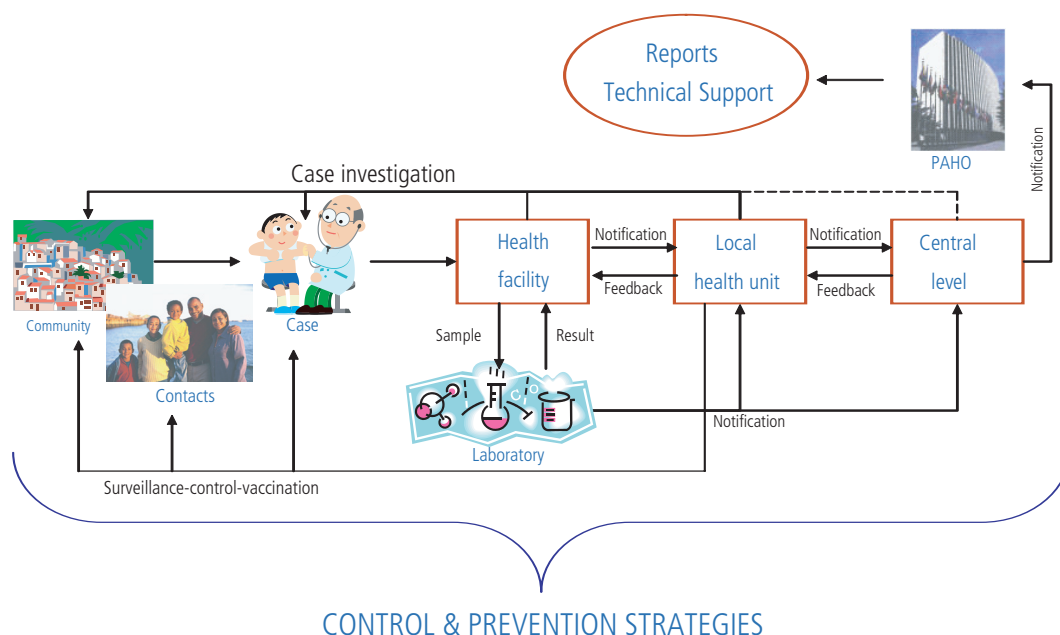 Reports
Technical Support
PAHO
Notification
Case investigation
Community
Contacts
Case
Health
facility
Notification
Feedback
Local
health unit
Notification
Feedback
Central
level
Sample
Result
Laboratory
Notification
Surveillance-control-vaccination
CONTROL & PREVENTION STRATEGIES